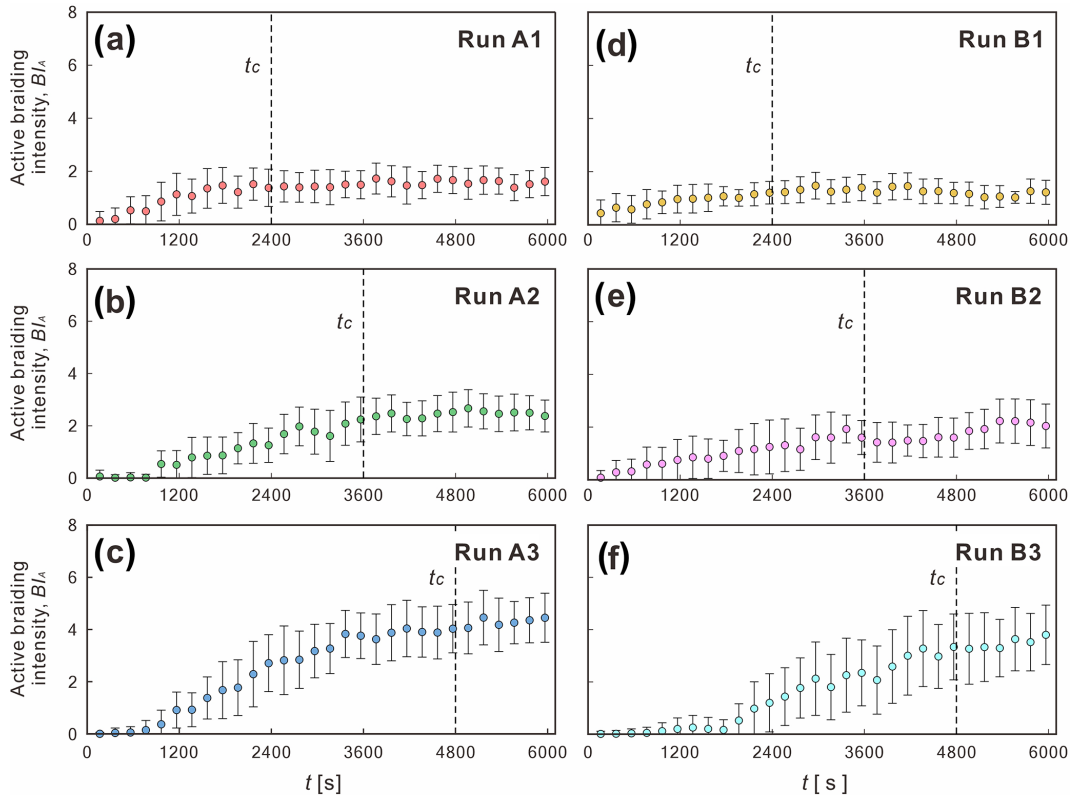 (a)
Run A1
tc
Active braiding
intensity, BIA
8
6
4
2
0
0 1200 2400 3600 4800 6000
(d)
Run B1
tc
0 1200 2400 3600 4800 6000
(b)
Run A2
tc
Active braiding
intensity, BIA
8
6
4
2
0
0 1200 2400 3600 4800 6000
(e)
Run B2
tc
0 1200 2400 3600 4800 6000
(c)
Run A3
tc
Active braiding
intensity, BIA
8
6
4
2
0
0 1200 2400 3600 4800 6000
t [s]
(f)
Run B3
tc
0 1200 2400 3600 4800 6000
t [ s ]